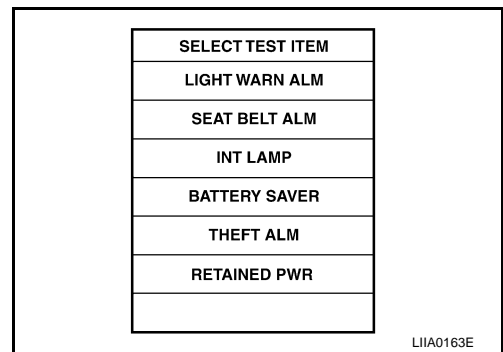 SELECT TEST ITEM
LIGHT WARN ALM
SEAT BELT ALM
INT LAMP
BATTERY SAVER
THEFT ALM
RETAINED PWR
LIIA0163E